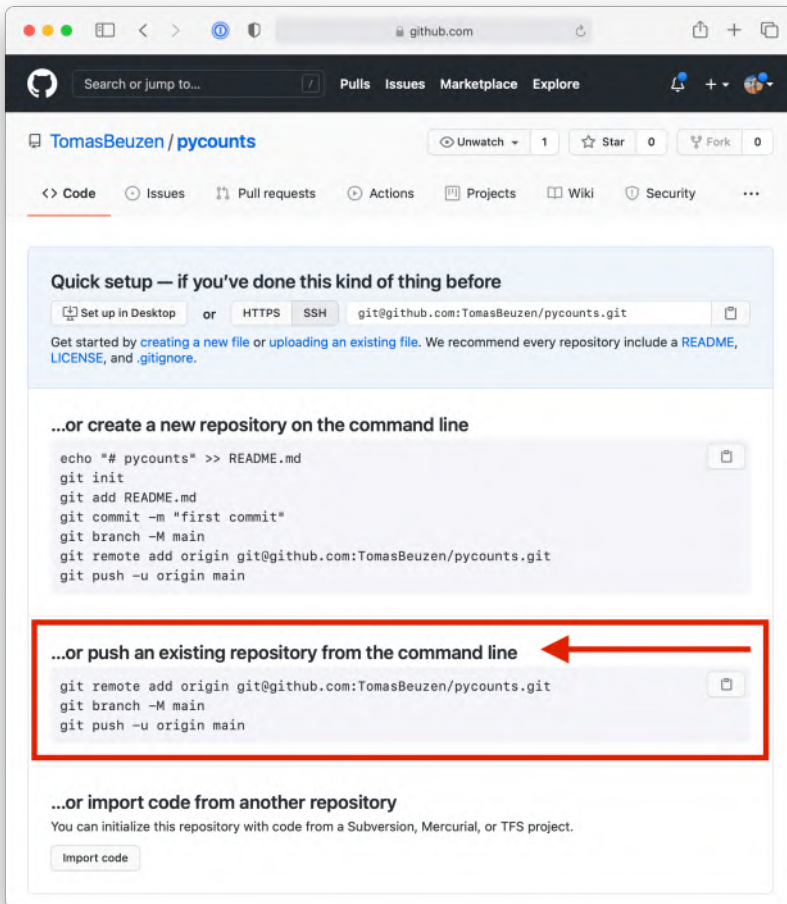 github.com
Search or jump to... / Pulls Issues Marketplace Explore
TomasBeuzen / pycounts Unwatch 1 Star 0 Fork 0
<> Code Issues Pull requests Actions Projects Wiki Security ...
Quick setup — if you've done this kind of thing before
Set up in Desktop or HTTPS SSH git@github.com:TomasBeuzen/pycounts.git
Get started by creating a new file or uploading an existing file. We recommend every repository include a README,
LICENSE, and .gitignore.
...or create a new repository on the command line
echo "# pycounts" >> README.md
git init
git add README.md
git commit -m "first commit"
git branch -M main
git remote add origin git@github.com:TomasBeuzen/pycounts.git
git push -u origin main
...or push an existing repository from the command line
git remote add origin git@github.com:TomasBeuzen/pycounts.git
git branch -M main
git push -u origin main
...or import code from another repository
You can initialize this repository with code from a Subversion, Mercurial, or TFS project.
Import code